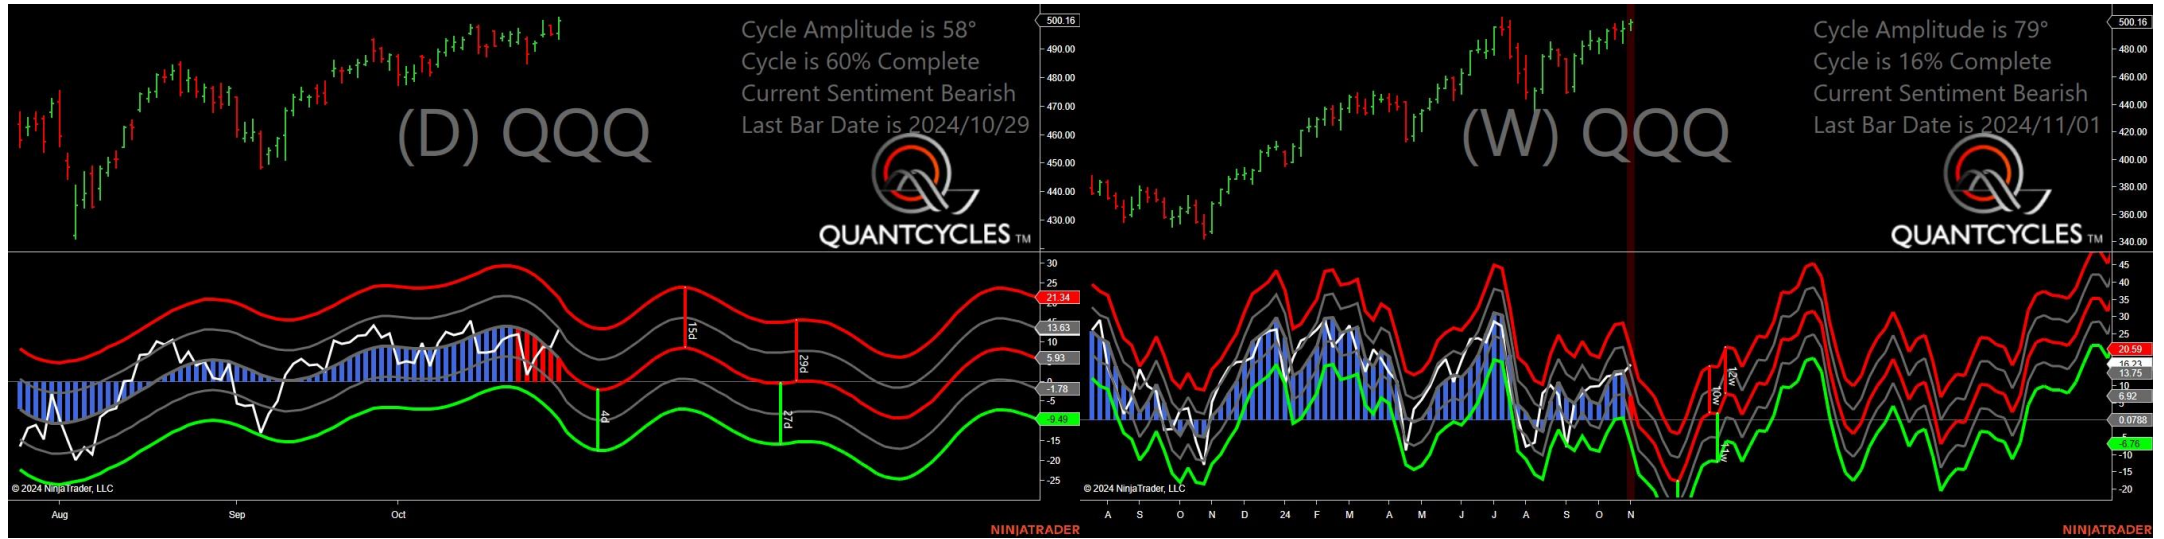 Cycle Amplitude is 58°
Cycle is 60% Complete
Current Sentiment Bearish
Last Bar Date is 2024/10/29
(D) QQQ
QUANTCYCLES TM
500.16
490.00
480.00
470.00
460.00
450.00
440.00
430.00
30
25
21.34
15
13.63
10
5.93
0
-1.78
-5
-9.49
-15
-20
-25
4d
15d
27d
29d
© 2024 NinjaTrader, LLC
Aug Sep Oct
NINJATRADER
Cycle Amplitude is 79°
Cycle is 16% Complete
Current Sentiment Bearish
Last Bar Date is 2024/11/01
(W) QQQ
QUANTCYCLES TM
500.16
480.00
460.00
440.00
420.00
400.00
380.00
360.00
340.00
45
40
35
30
25
20.59
16.23
13.75
10
6.92
0.0788
-6.76
-10
-15
-20
10w
12w
11w
© 2024 NinjaTrader, LLC
A S O N D 24 F M A M J J A S O N
NINJATRADER